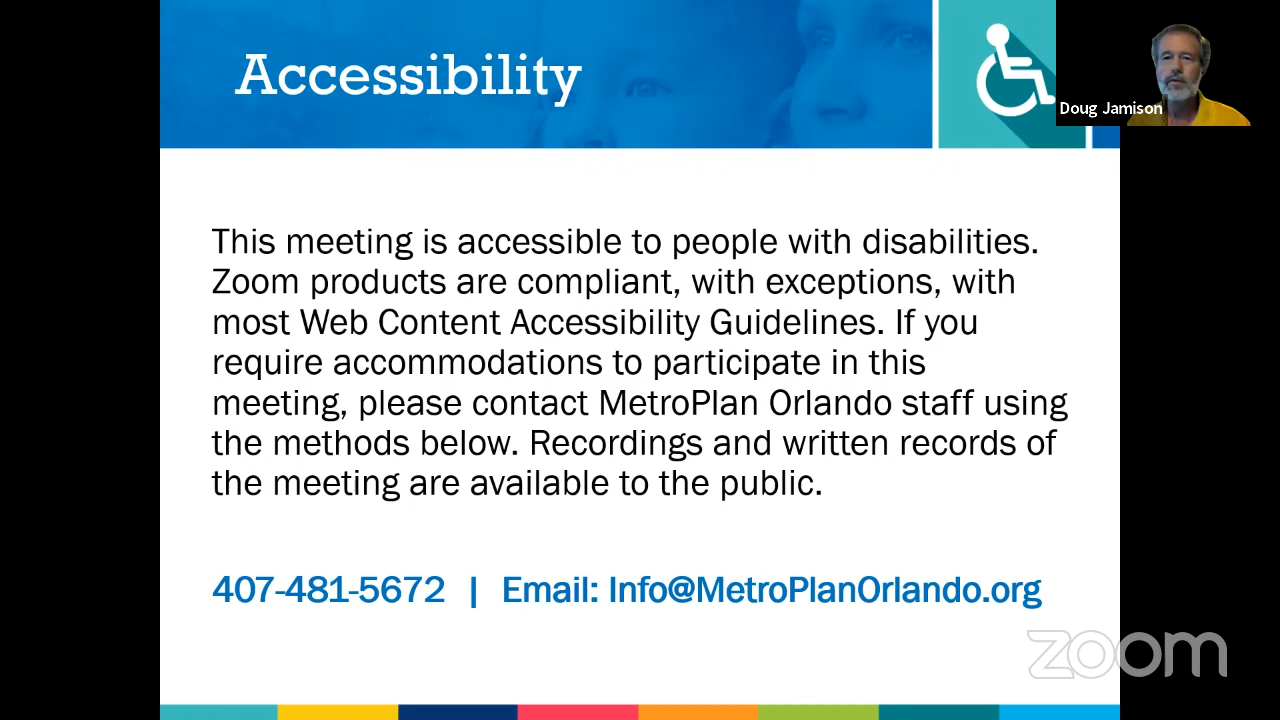 Accessibility
Doug Jamison
This meeting is accessible to people with disabilities.
Zoom products are compliant, with exceptions, with
most Web Content Accessibility Guidelines. If you
require accommodations to participate in this
meeting, please contact MetroPlan Orlando staff using
the methods below. Recordings and written records of
the meeting are available to the public.
407-481-5672 | Email: Info@MetroPlanOrlando.org
zoom